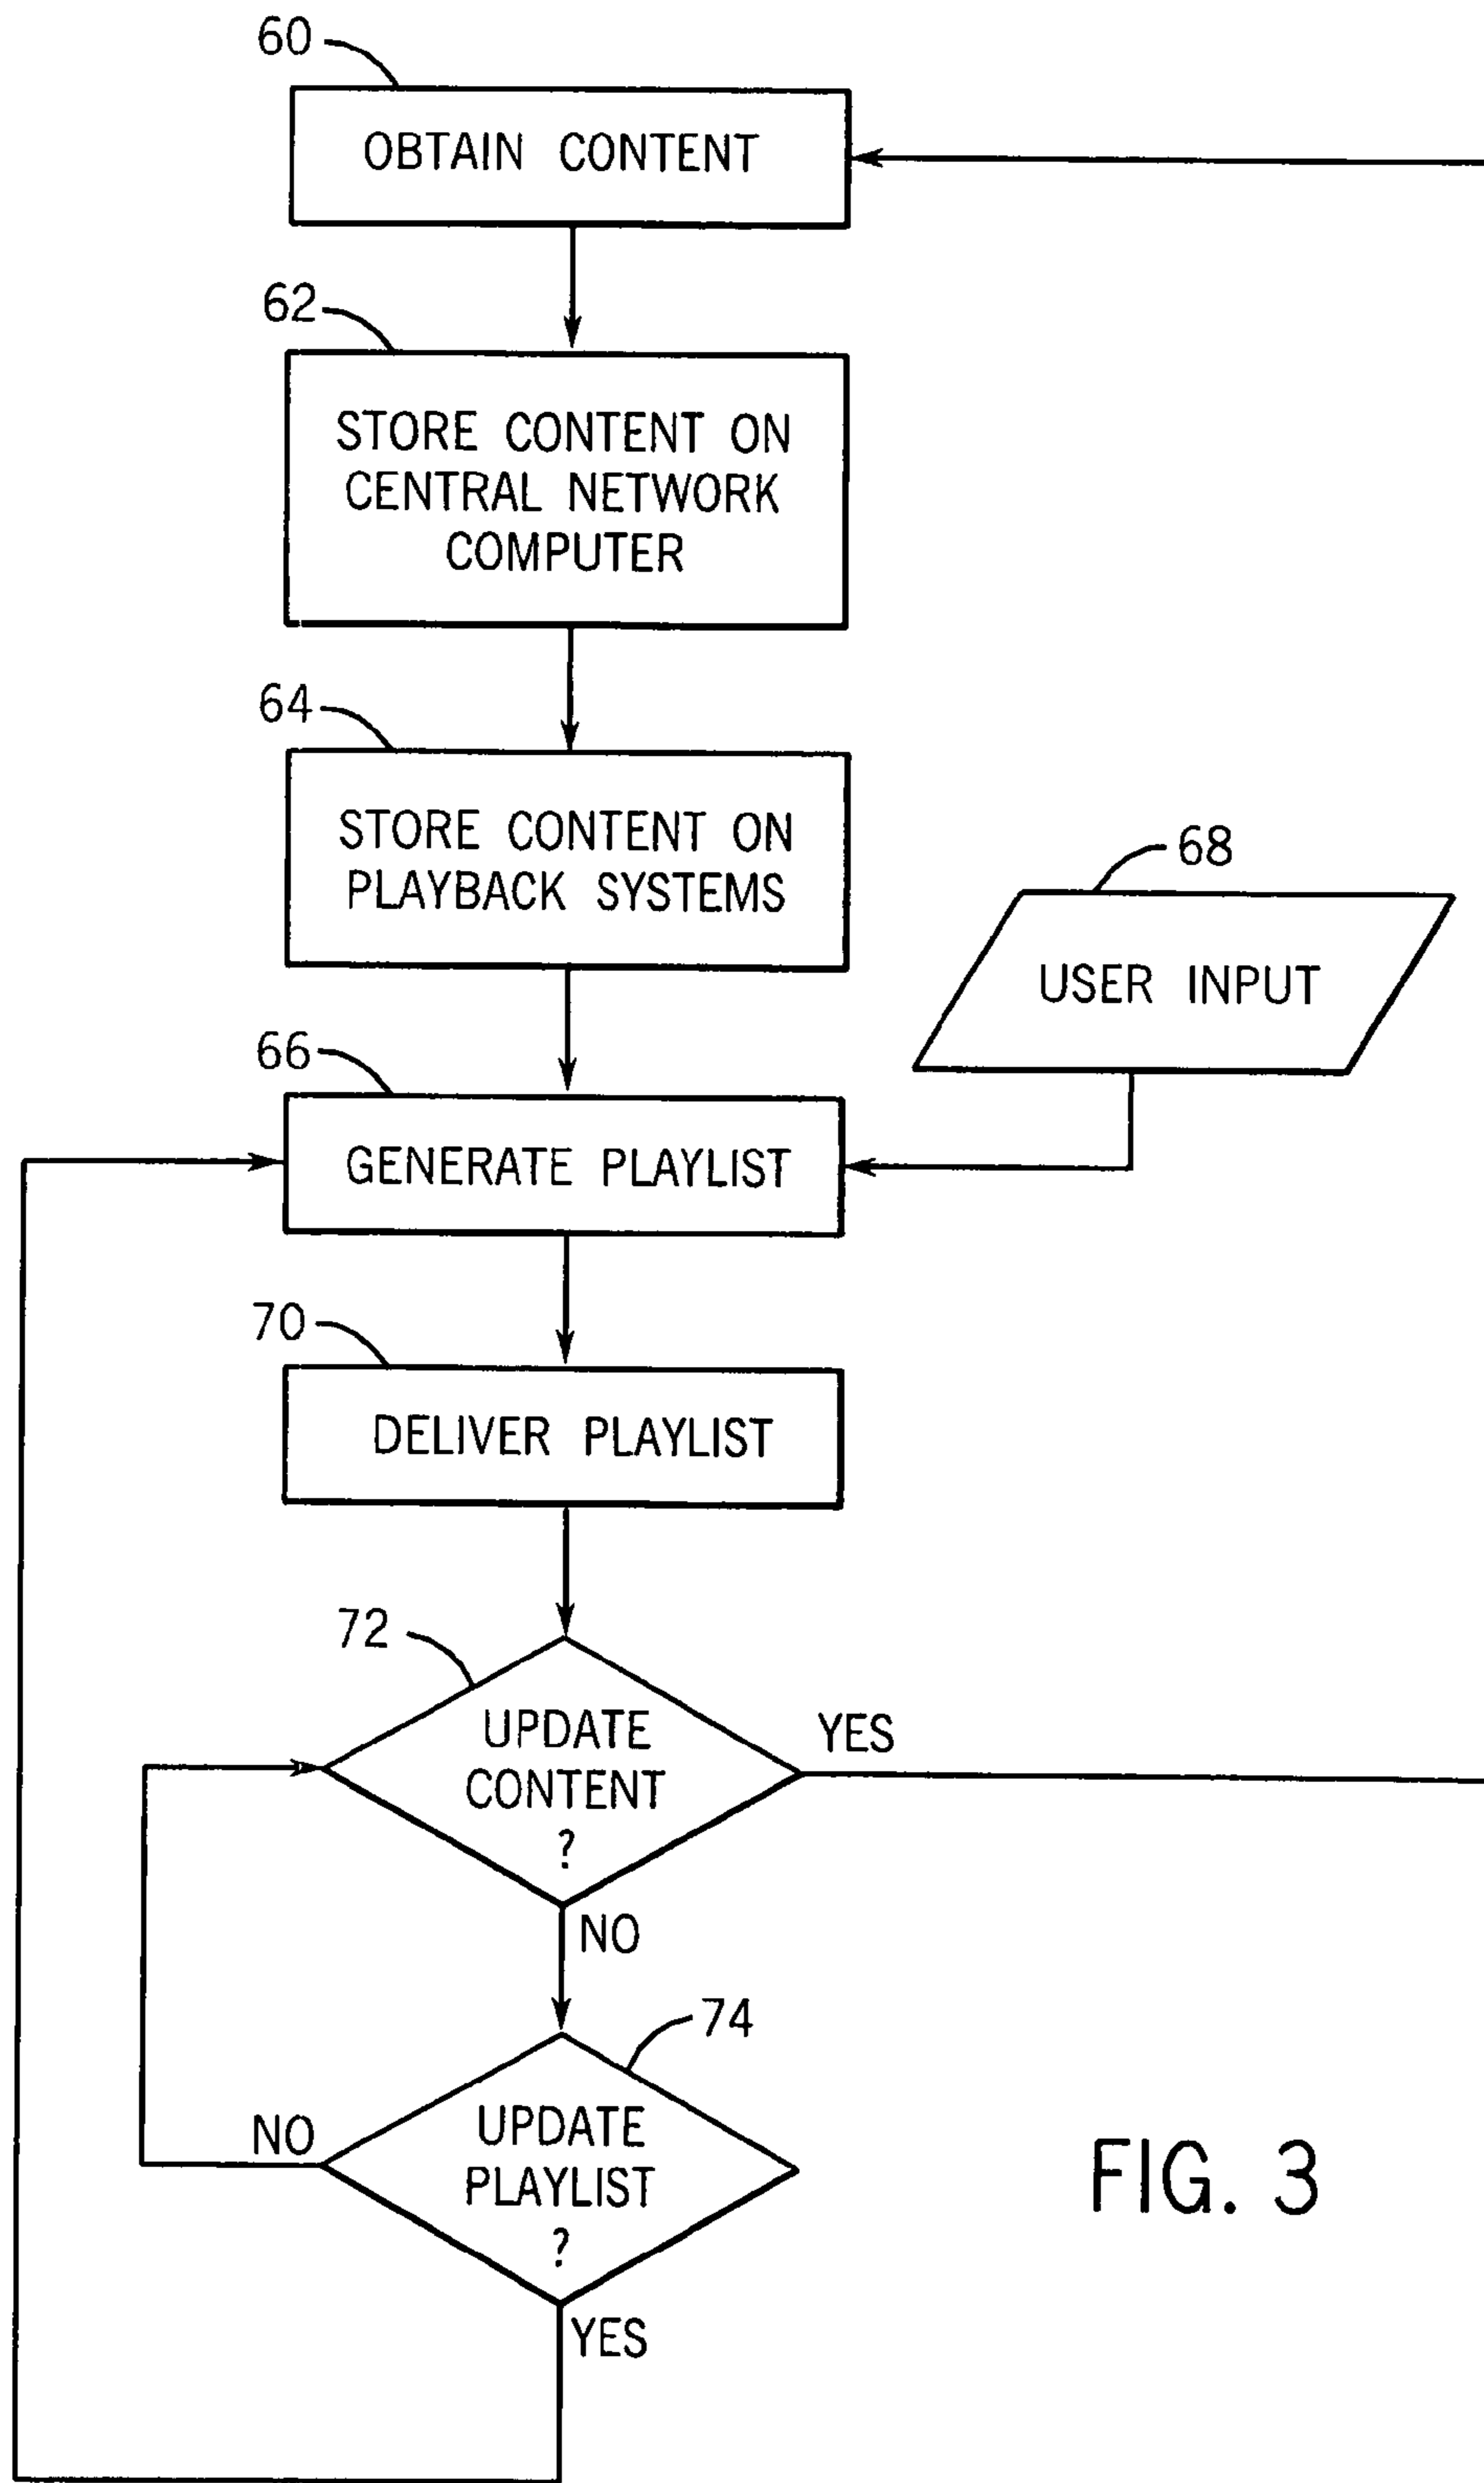 60
OBTAIN CONTENT
62
STORE CONTENT ON
CENTRAL NETWORK
COMPUTER
64
STORE CONTENT ON
PLAYBACK SYSTEMS
68
USER INPUT
66
GENERATE PLAYLIST
70
DELIVER PLAYLIST
72
UPDATE
CONTENT
?
YES
NO
74
UPDATE
PLAYLIST
?
NO
YES
FIG. 3